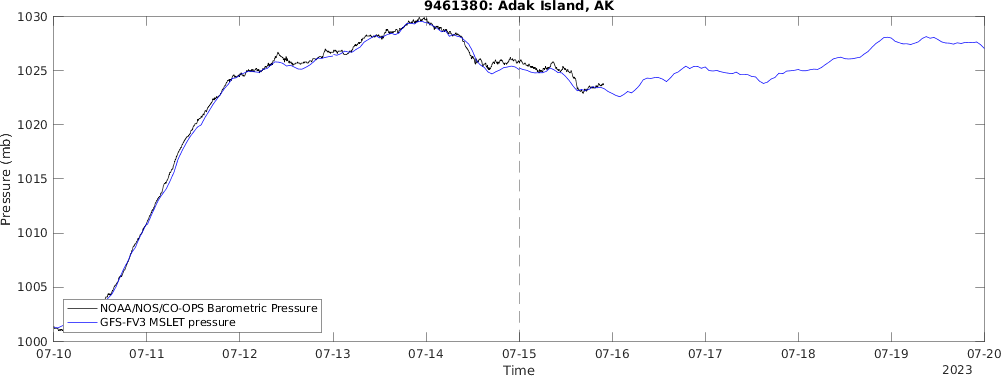 9461380: Adak Island, AK
1030
1025
1020
1015
1010
1005
1000
Pressure (mb)
NOAA/NOS/CO-OPS Barometric Pressure
GFS-FV3 MSLET pressure
07-10 07-11 07-12 07-13 07-14 07-15 07-16 07-17 07-18 07-19 07-20
Time
2023